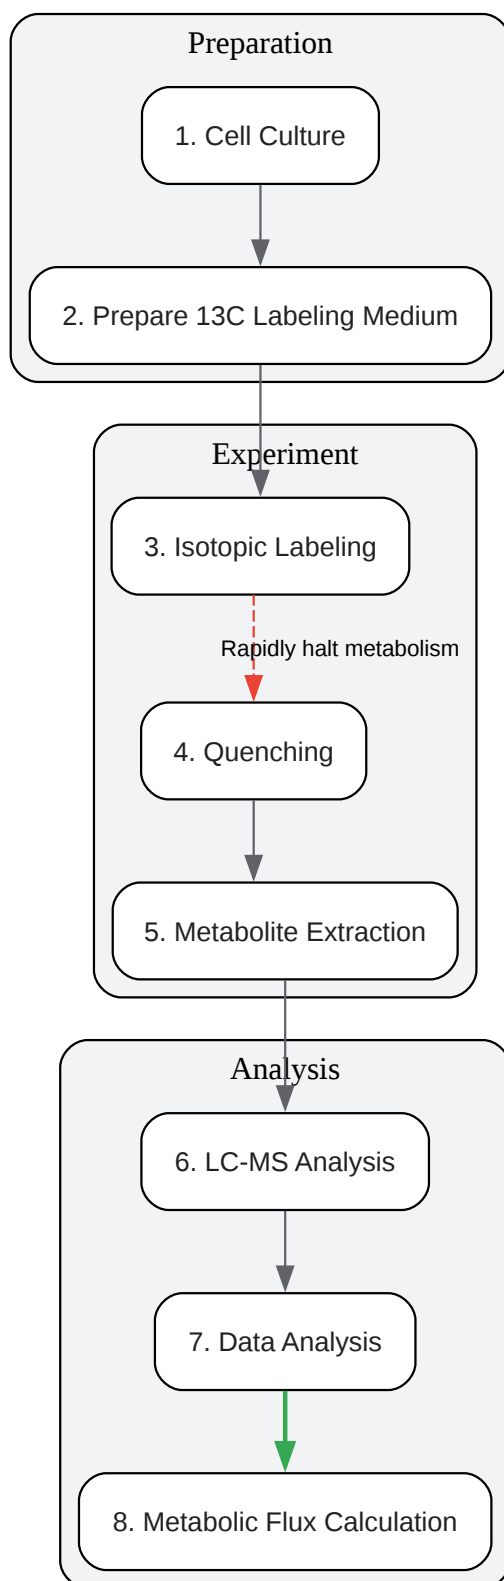 Preparation
1. Cell Culture
2. Prepare 13C Labeling Medium
Experiment
3. Isotopic Labeling
Rapidly halt metabolism
4. Quenching
5. Metabolite Extraction
Analysis
6. LC-MS Analysis
7. Data Analysis
8. Metabolic Flux Calculation